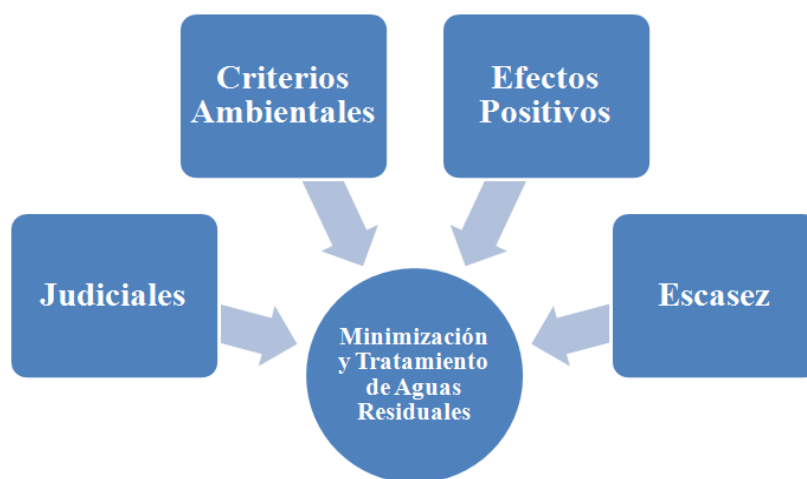 Criterios
Ambientales
Efectos
Positivos
Judiciales
Escasez
Minimización
y Tratamiento
de Aguas
Residuales